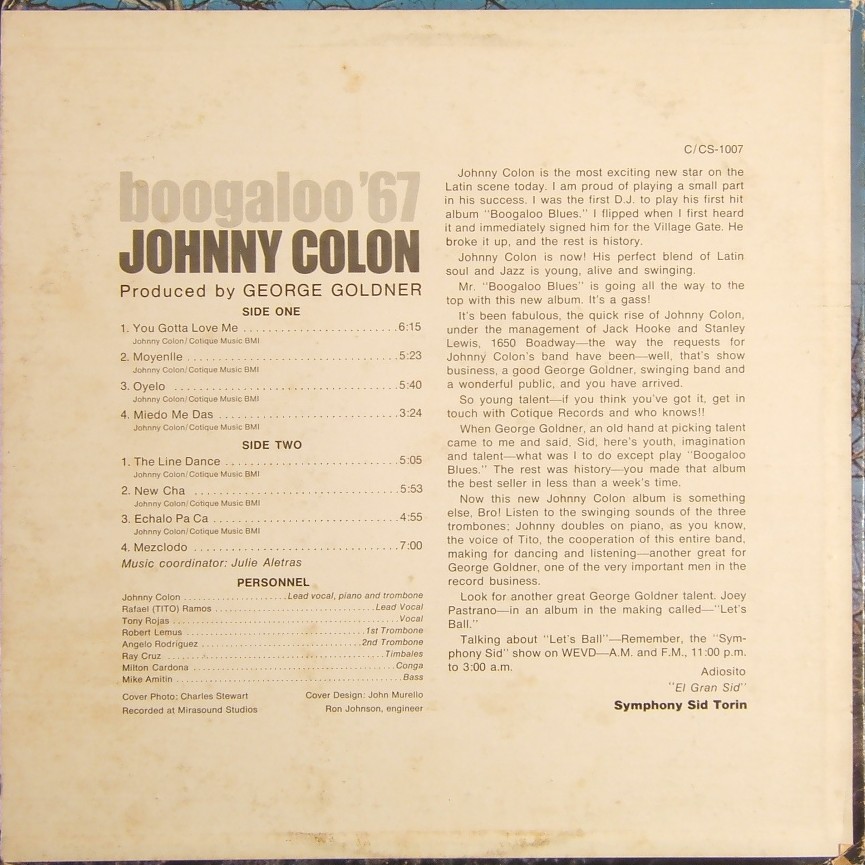 C/CS-1007
boogaloo '67
JOHNNY COLON
Produced by GEORGE GOLDNER
SIDE ONE
1. You Gotta Love Me . . . . . . . . . . . . . . . . . . . . . . . . 6:15
Johnny Colon/Cotique Music BMI
2. Moyenlle . . . . . . . . . . . . . . . . . . . . . . . . . . . . . . . . . 5:23
Johnny Colon/Cotique Music BMI
3. Oyelo . . . . . . . . . . . . . . . . . . . . . . . . . . . . . . . . . . 5:40
Johnny Colon/Cotique Music BMI
4. Miedo Me Das . . . . . . . . . . . . . . . . . . . . . . . . . . . . 3:24
Johnny Colon/Cotique Music BMI
SIDE TWO
1. The Line Dance . . . . . . . . . . . . . . . . . . . . . . . . . . . 5:05
Johnny Colon/Cotique Music BMI
2. New Cha . . . . . . . . . . . . . . . . . . . . . . . . . . . . . . . 5:53
Johnny Colon/Cotique Music BMI
3. Echalo Pa Ca . . . . . . . . . . . . . . . . . . . . . . . . . . . . 4:55
Johnny Colon/Cotique Music BMI
4. Mezclodo . . . . . . . . . . . . . . . . . . . . . . . . . . . . . . . 7:00
Music coordinator: Julie Aletras
PERSONNEL
Johnny Colon . . . . . . . . . . . . . . . . . . . . Lead vocal, piano and trombone
Rafael (TITO) Ramos . . . . . . . . . . . . . . . . . . . . . . . . . . . . . . Lead Vocal
Tony Rojas . . . . . . . . . . . . . . . . . . . . . . . . . . . . . . . . . . . . . . . . . Vocal
Robert Lemus . . . . . . . . . . . . . . . . . . . . . . . . . . . . . . . . . 1st Trombone
Angelo Rodriguez . . . . . . . . . . . . . . . . . . . . . . . . . . . . . . 2nd Trombone
Ray Cruz . . . . . . . . . . . . . . . . . . . . . . . . . . . . . . . . . . . . . . . . Timbales
Milton Cardona . . . . . . . . . . . . . . . . . . . . . . . . . . . . . . . . . . . . . Conga
Mike Amitin . . . . . . . . . . . . . . . . . . . . . . . . . . . . . . . . . . . . . . . . . Bass
Cover Photo: Charles Stewart Cover Design: John Murello
Recorded at Mirasound Studios Ron Johnson, engineer
Johnny Colon is the most exciting new star on the
Latin scene today. I am proud of playing a small part
in his success. I was the first D.J. to play his first hit
album "Boogaloo Blues." I flipped when I first heard
it and immediately signed him for the Village Gate. He
broke it up, and the rest is history.
Johnny Colon is now! His perfect blend of Latin
soul and Jazz is young, alive and swinging.
Mr. "Boogaloo Blues" is going all the way to the
top with this new album. It's a gass!
It's been fabulous, the quick rise of Johnny Colon,
under the management of Jack Hooke and Stanley
Lewis, 1650 Boadway—the way the requests for
Johnny Colon's band have been—well, that's show
business, a good George Goldner, swinging band and
a wonderful public, and you have arrived.
So young talent—if you think you've got it, get in
touch with Cotique Records and who knows!!
When George Goldner, an old hand at picking talent
came to me and said, Sid, here's youth, imagination
and talent—what was I to do except play "Boogaloo
Blues." The rest was history—you made that album
the best seller in less than a week's time.
Now this new Johnny Colon album is something
else, Bro! Listen to the swinging sounds of the three
trombones; Johnny doubles on piano, as you know,
the voice of Tito, the cooperation of this entire band,
making for dancing and listening—another great for
George Goldner, one of the very important men in the
record business.
Look for another great George Goldner talent. Joey
Pastrano—in an album in the making called—"Let's
Ball."
Talking about "Let's Ball"—Remember, the "Sym-
phony Sid" show on WEVD—A.M. and F.M., 11:00 p.m.
to 3:00 a.m.
Adiosito
"El Gran Sid"
Symphony Sid Torin